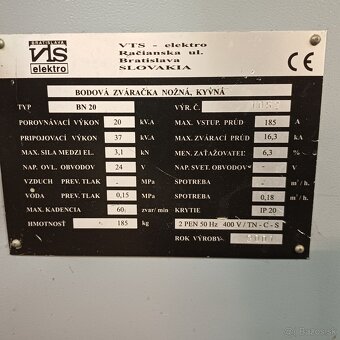 BRATISLAVA
VTS
elektro
VTS - elektro
Račianska ul.
Bratislava
SLOVAKIA
BODOVÁ ZVÁRAČKA NOŽNÁ, KYVNÁ
TYP BN 20 VÝR. Č.
POROVNÁVACÍ VÝKON 20 kV.A MAX. VSTUP. PRÚD 185 A
PRIPOJOVACÍ VÝKON 37 kV.A MAX. ZVÁRACÍ PRÚD 16,3 kA
MAX. SILA MEDZI EL. 3,1 kN MEN. ZAŤAŽOVATEĽ 6,3 %
NAP. OVL. OBVODOV 24 V NAP. SVET. OBVODOV - V
VZDUCH PREV. TLAK - MPa SPOTREBA - m³/h.
VODA PREV. TLAK 0,15 MPa SPOTREBA 0,18 m³/h.
MAX. KADENCIA 60 zvar/min KRYTIE IP 20
HMOTNOSŤ 185 kg 2 PEN 50 Hz 400 V / TN - C - S
ROK VÝROBY
Bazos.sk